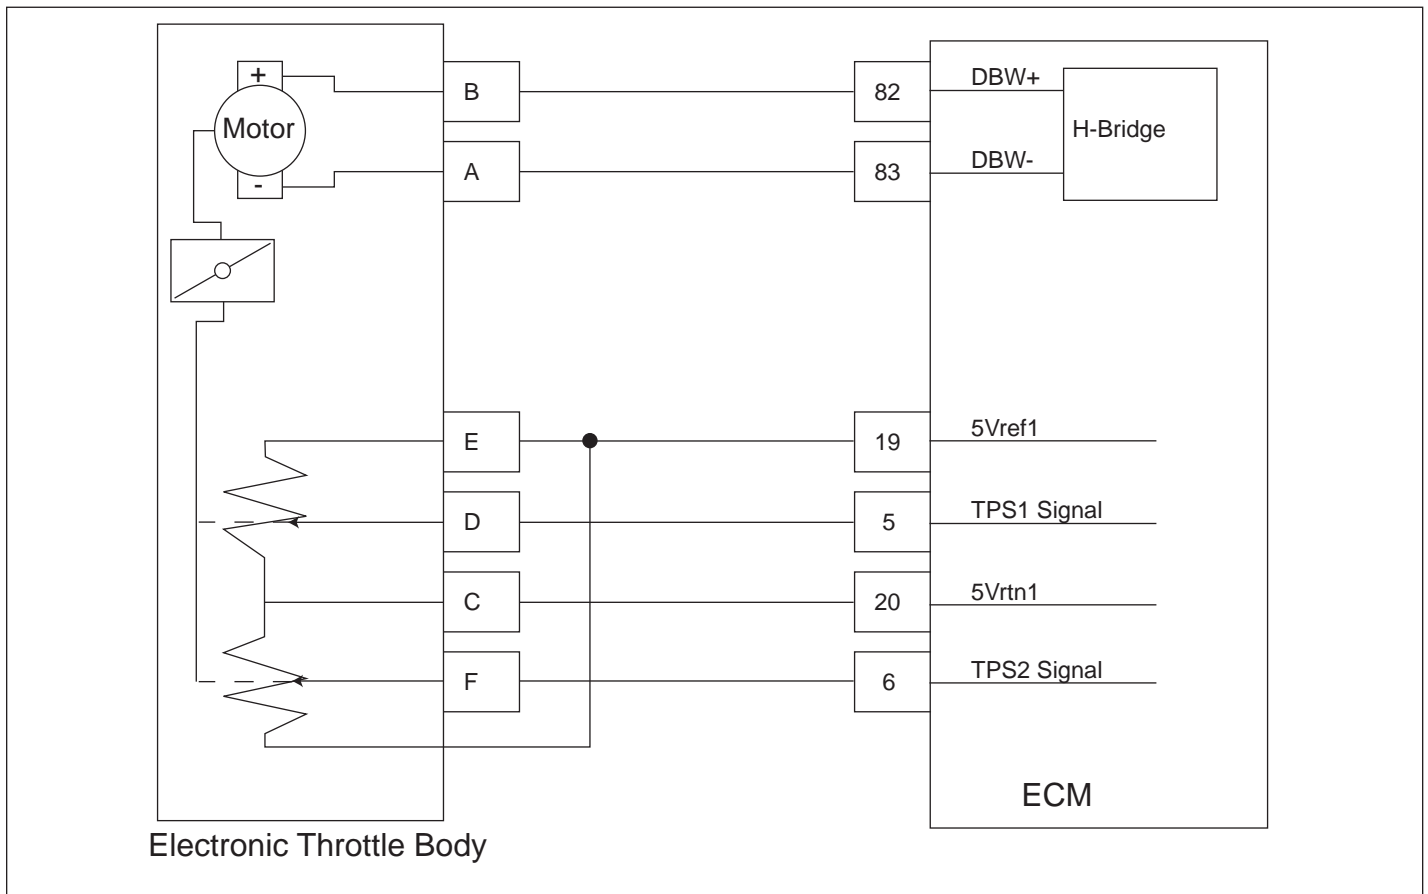 +
B
82
DBW+
Motor
H-Bridge
A
83
DBW-
-
E
19
5Vref1
D
5
TPS1 Signal
C
20
5Vrtn1
F
6
TPS2 Signal
ECM
Electronic Throttle Body